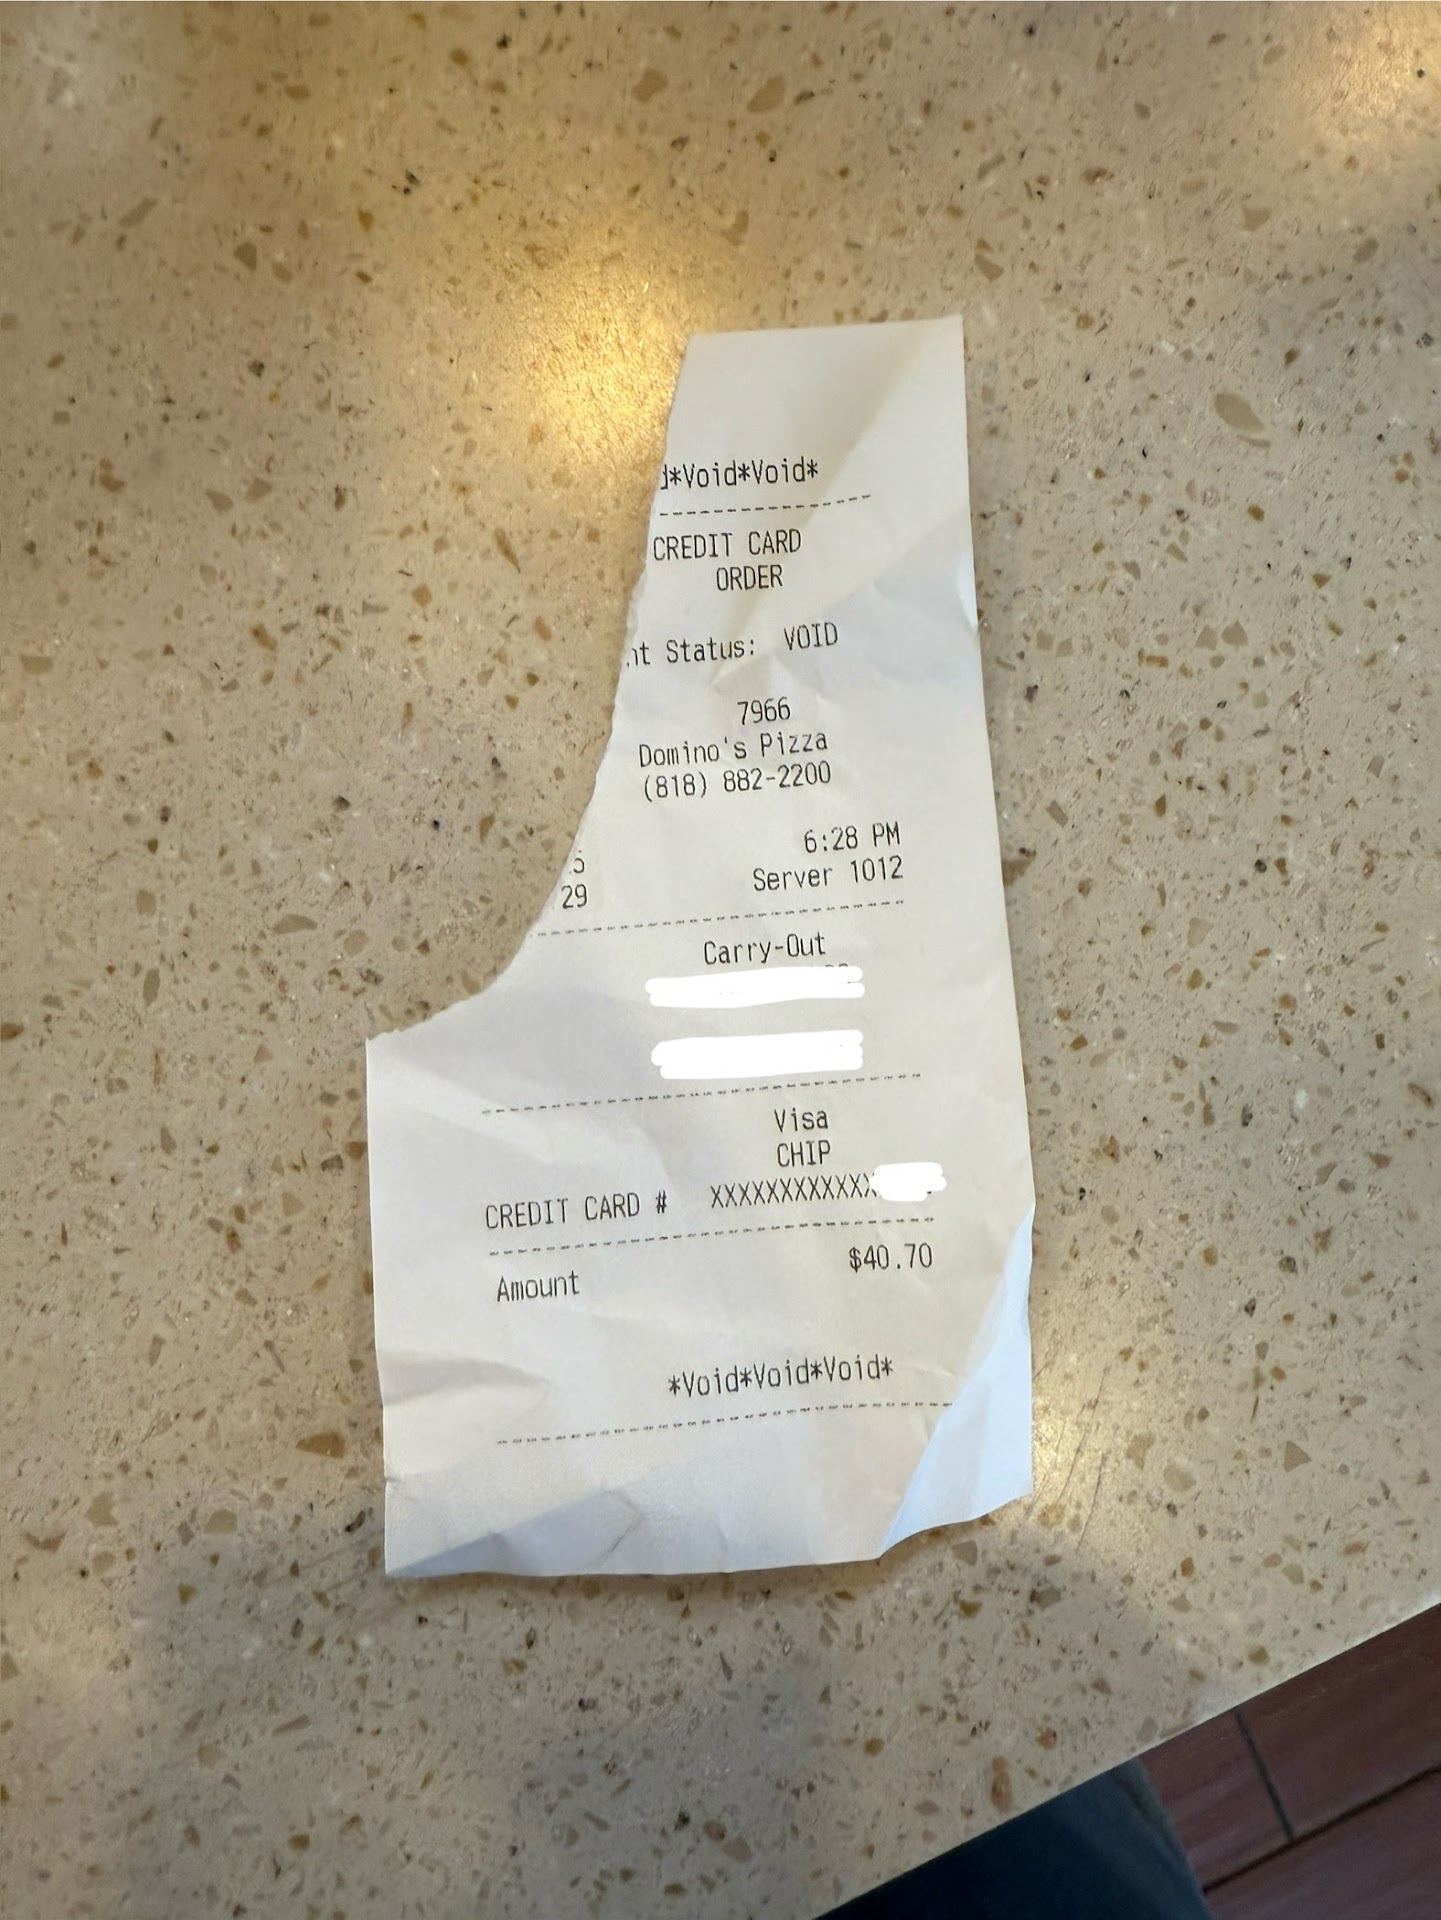 *Void*Void*
CREDIT CARD
ORDER
Status: VOID
7966
Domino's Pizza
(818) 882-2200
6:28 PM
29 Server 1012
Carry-Out
Visa
CHIP
CREDIT CARD # XXXXXXXXXXXX
Amount $40.70
*Void*Void*Void*